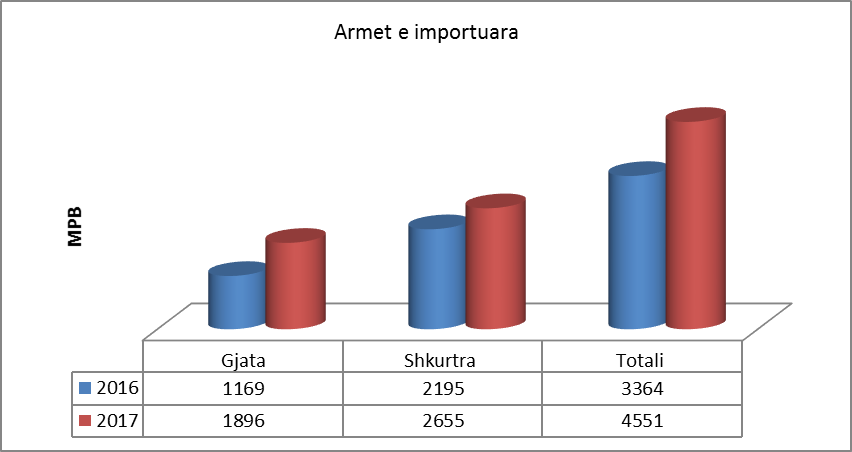 Armet e importuara
MPB
Gjata Shkurtra Totali
2016 1169 2195 3364
2017 1896 2655 4551